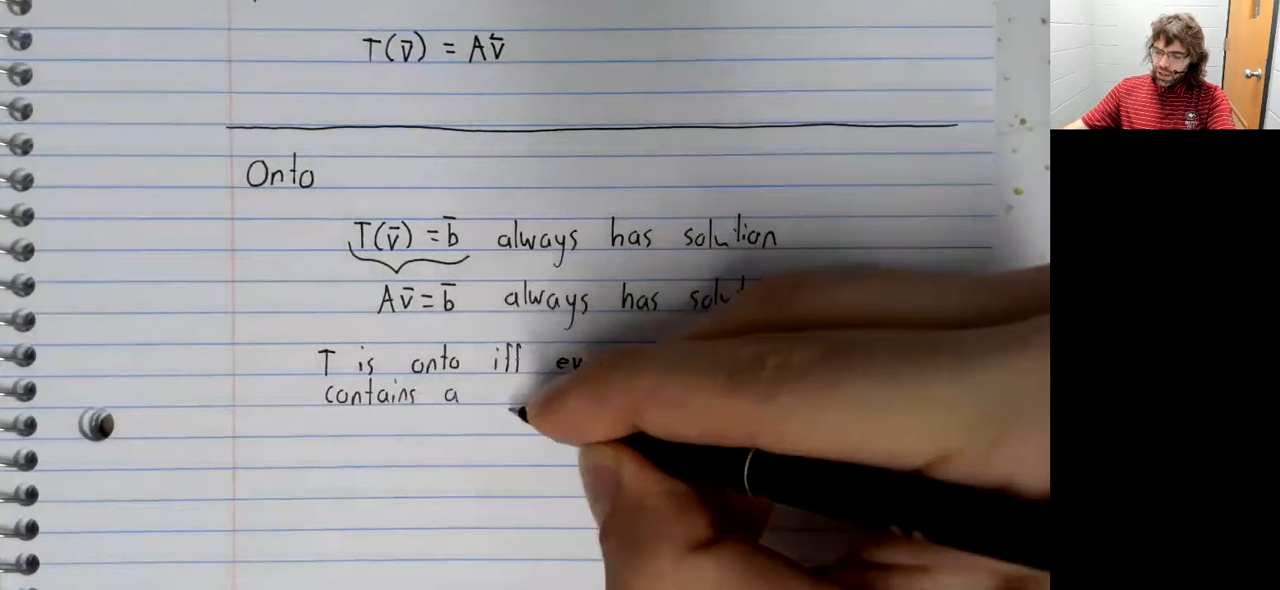 T(v̄) = Av̄
Onto
T(v̄) = b̄ always has solution
Av̄ = b̄ always has
T is onto iff
contains a